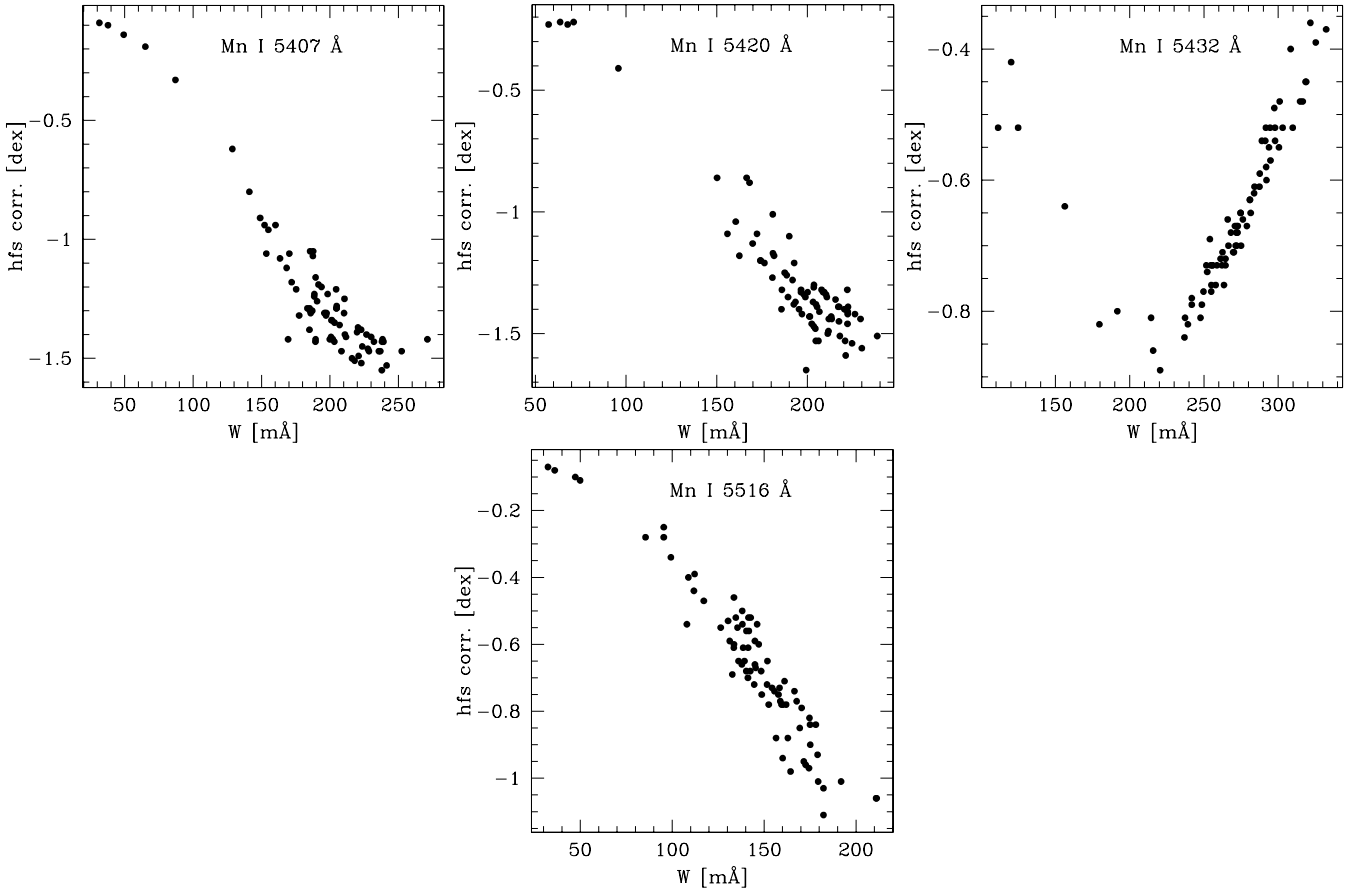 Mn I 5407 Å
hfs corr. [dex]
−0.5
−1
−1.5
50 100 150 200 250
W [mÅ]
Mn I 5420 Å
hfs corr. [dex]
−0.5
−1
−1.5
50 100 150 200
W [mÅ]
Mn I 5432 Å
hfs corr. [dex]
−0.4
−0.6
−0.8
150 200 250 300
W [mÅ]
Mn I 5516 Å
hfs corr. [dex]
−0.2
−0.4
−0.6
−0.8
−1
50 100 150 200
W [mÅ]